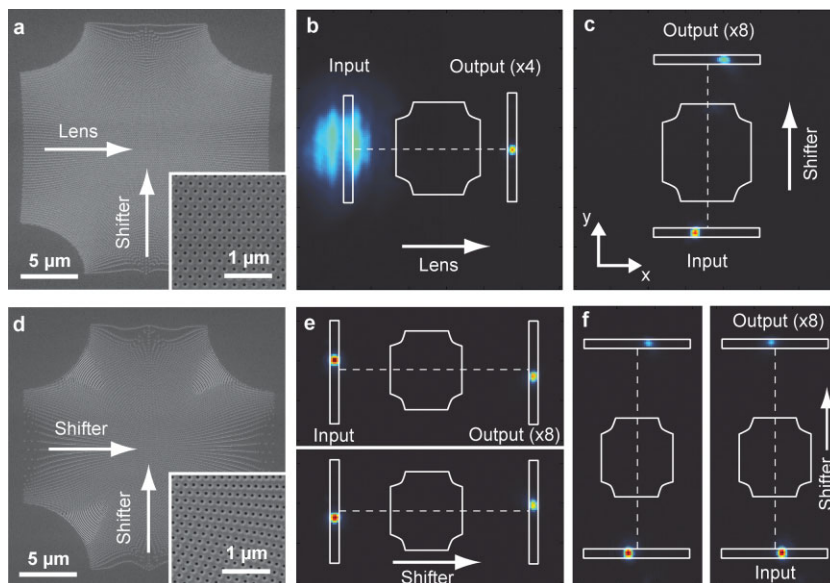 a
Lens
Shifter
5 µm
1 µm
b
Input
Output (x4)
Lens
c
Output (x8)
Shifter
y
x
Input
d
Shifter
Shifter
5 µm
1 µm
e
Input
Output (x8)
Shifter
f
Output (x8)
Shifter
Input